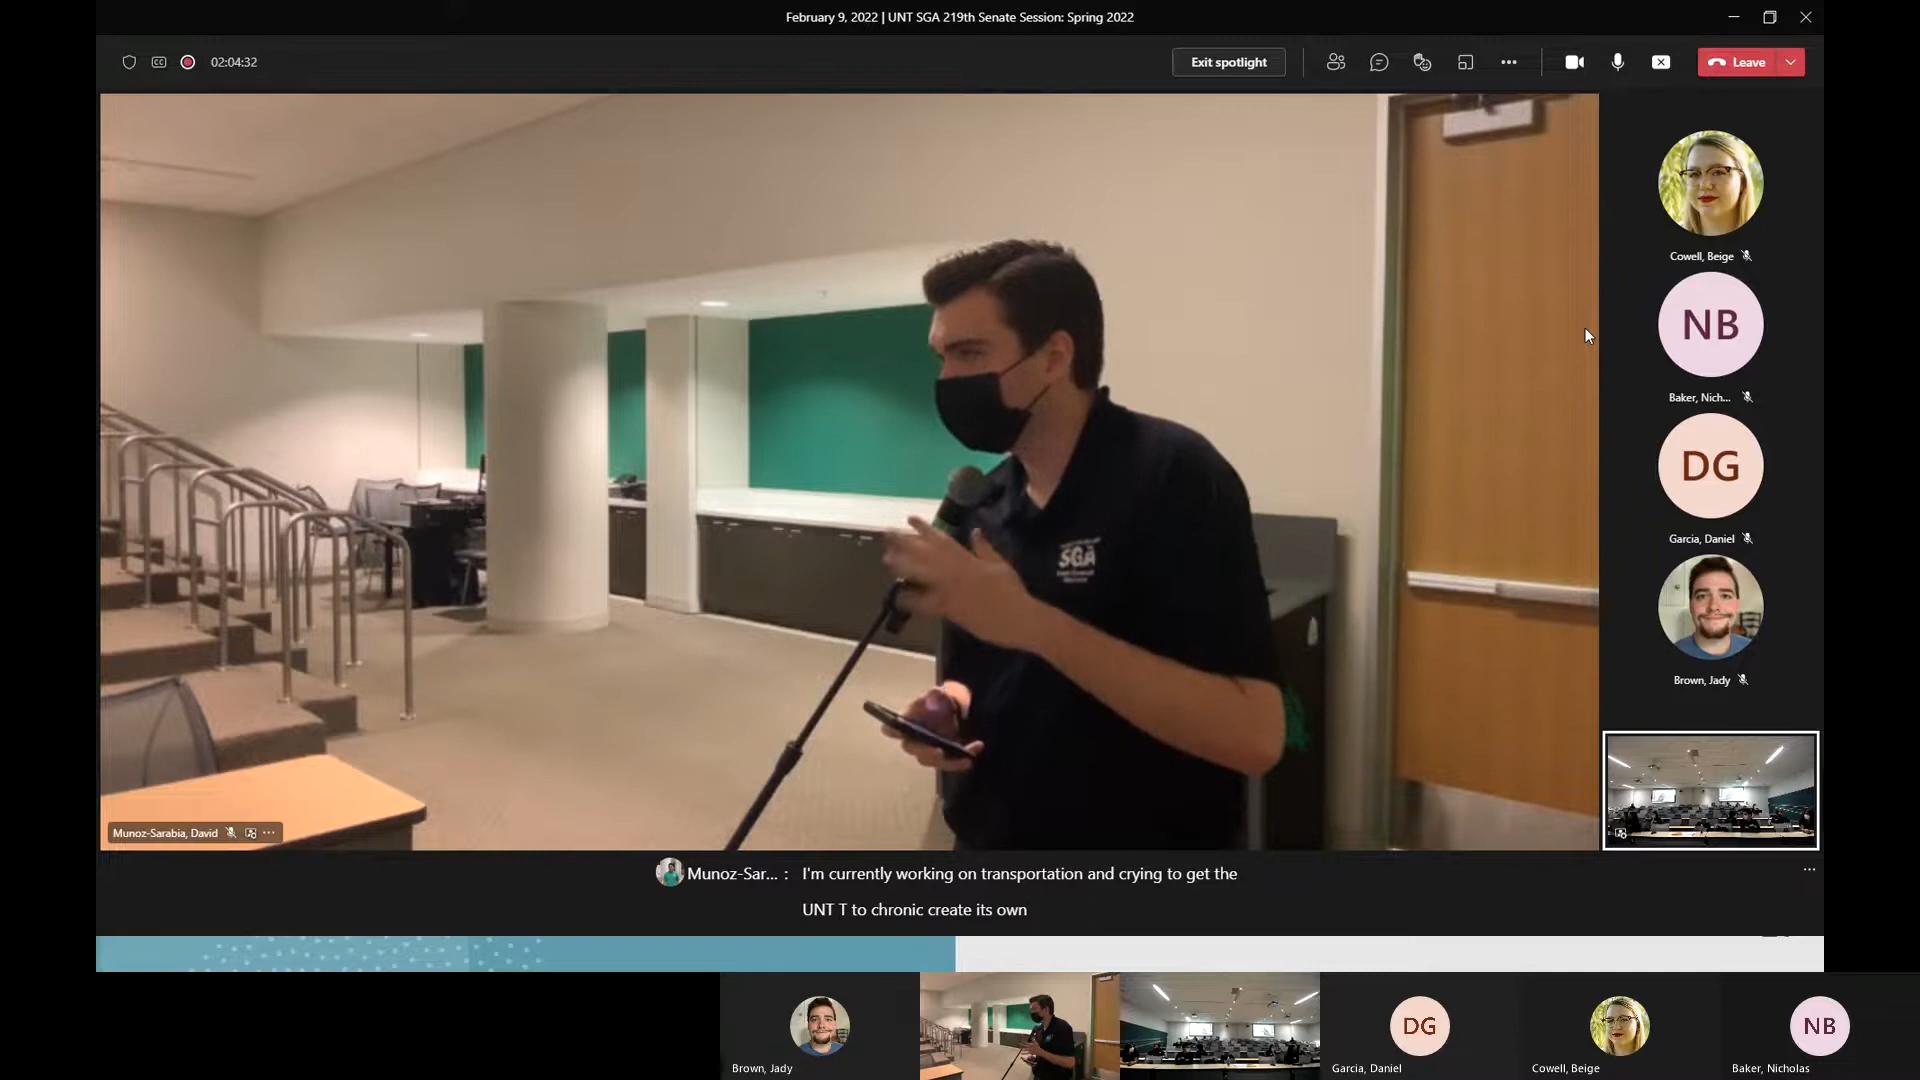 February 9, 2022 | UNT SGA 219th Senate Session: Spring 2022
CC
02:04:32
Exit spotlight
Leave
Cowell, Beige
NB
Baker, Nich...
DG
Garcia, Daniel
Brown, Jady
SGA
Munoz-Sarabia, David
Munoz-Sar... : I'm currently working on transportation and crying to get the
UNT T to chronic create its own
Brown, Jady
DG
Garcia, Daniel
Cowell, Beige
NB
Baker, Nicholas